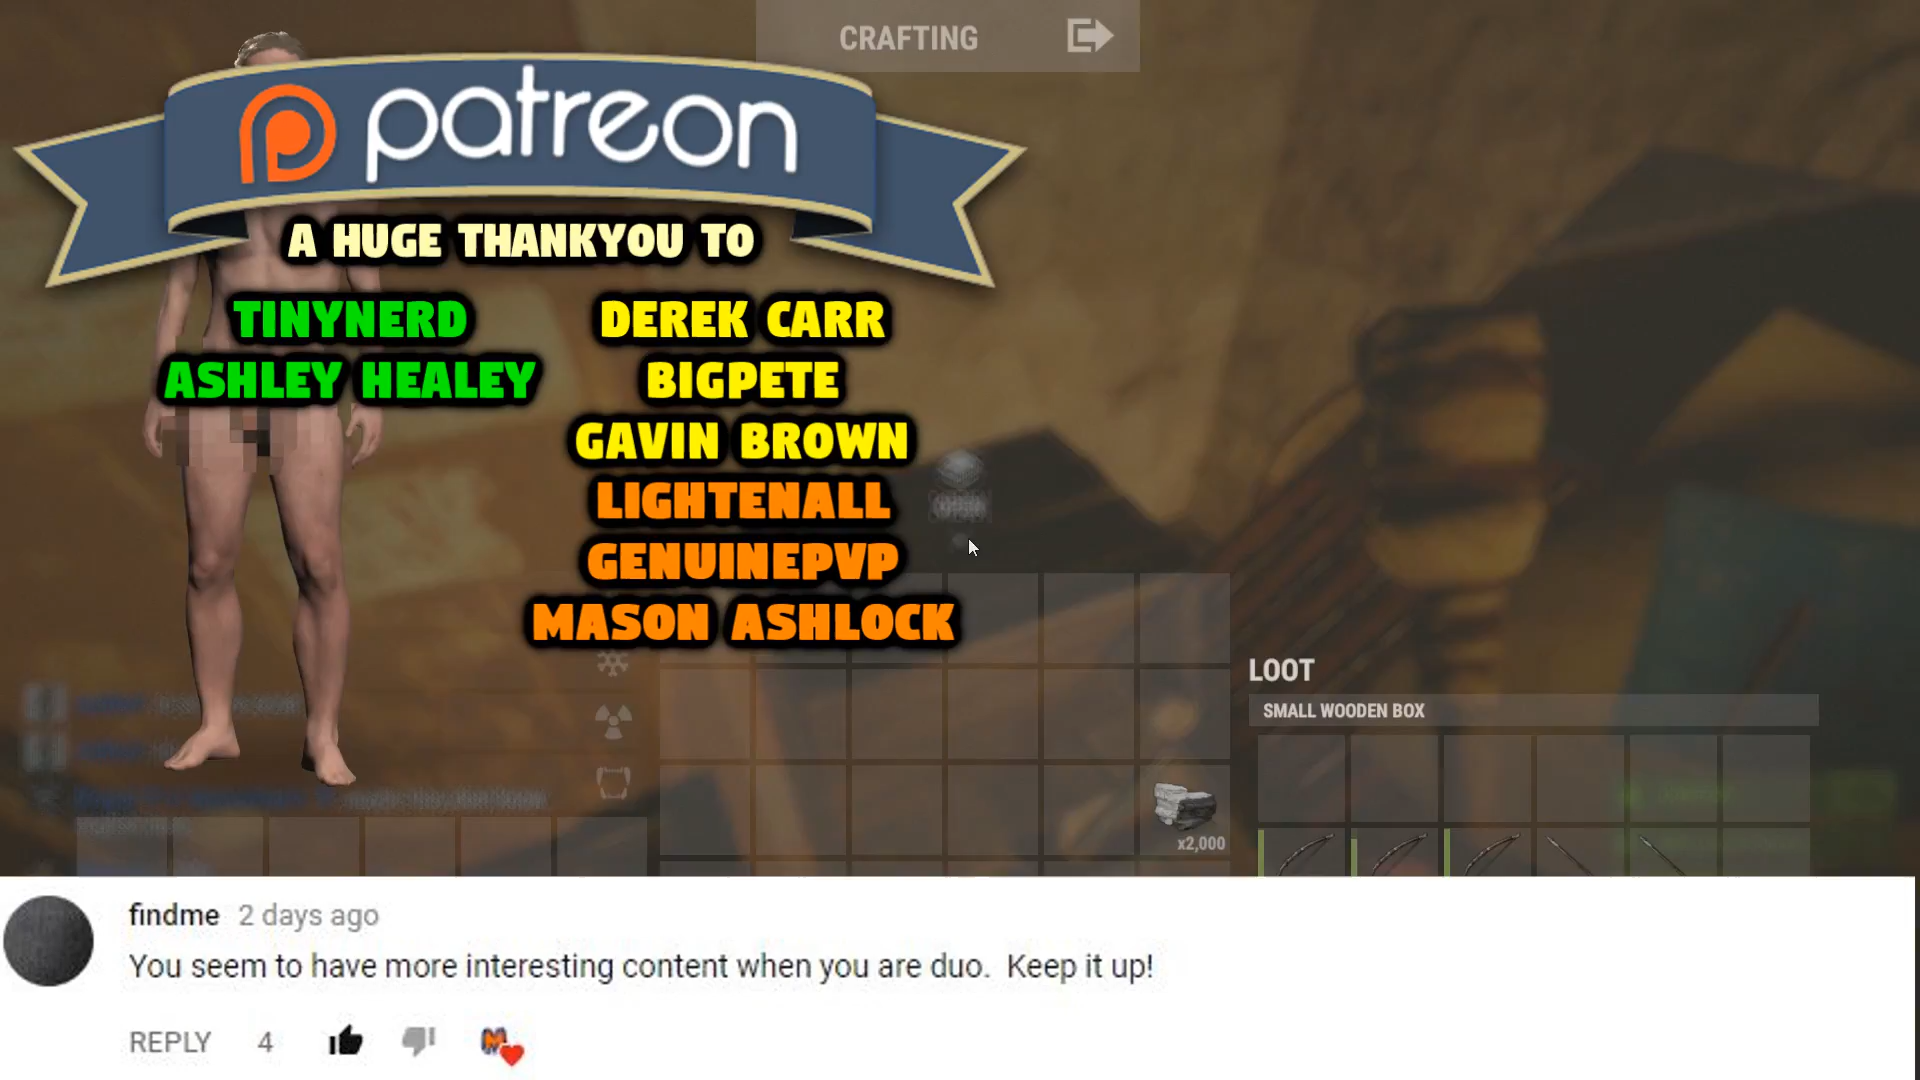 CRAFTING
patreon
A HUGE THANKYOU TO
TINYNERD
ASHLEY HEALEY
DEREK CARR
BIGPETE
GAVIN BROWN
LIGHTENALL
GENUINEPVP
MASON ASHLOCK
LOOT
SMALL WOODEN BOX
x2,000
findme 2 days ago
You seem to have more interesting content when you are duo. Keep it up!
REPLY 4